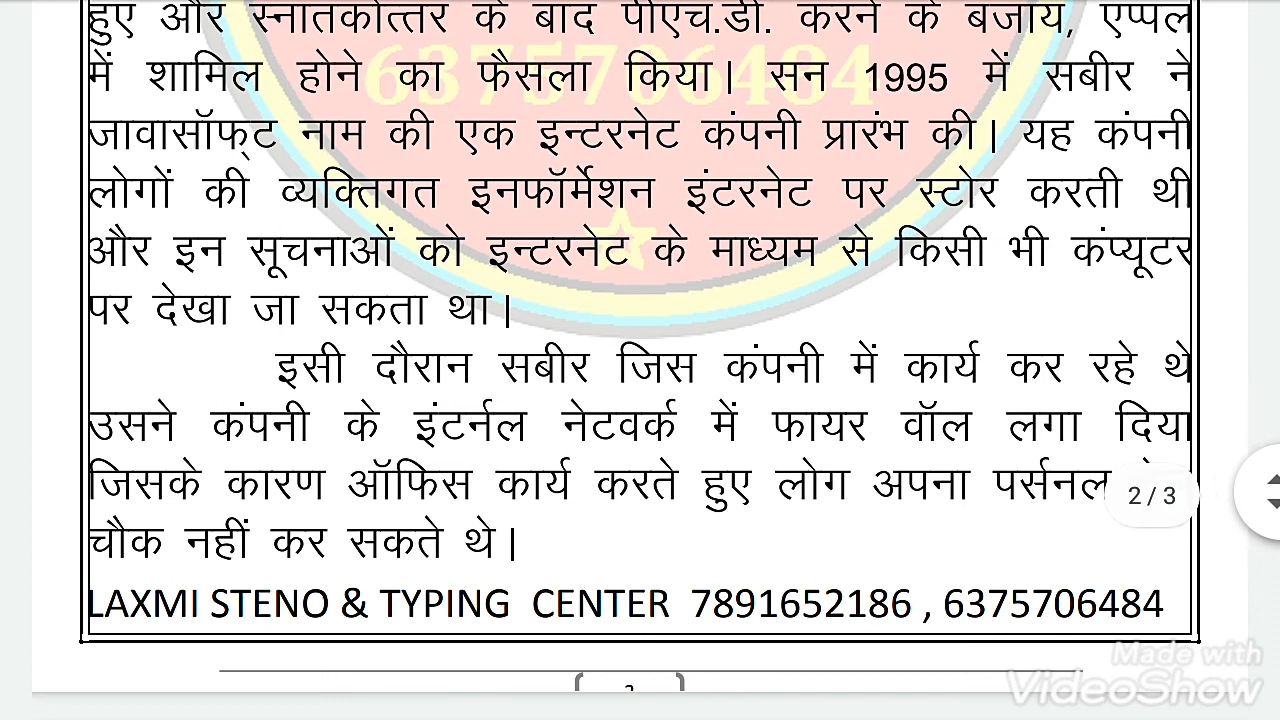 हुए और स्नातकोत्तर के बाद पीएच.डी. करने के बजाय, एप्पल
में शामिल होने का फैसला किया। सन 1995 में सबीर ने
जावासॉफ्ट नाम की एक इन्टरनेट कंपनी प्रारंभ की। यह कंपनी
लोगों की व्यक्तिगत इनफॉर्मेशन इंटरनेट पर स्टोर करती थी
और इन सूचनाओं को इन्टरनेट के माध्यम से किसी भी कंप्यूटर
पर देखा जा सकता था।
इसी दौरान सबीर जिस कंपनी में कार्य कर रहे थे
उसने कंपनी के इंटर्नल नेटवर्क में फायर वॉल लगा दिया
जिसके कारण ऑफिस कार्य करते हुए लोग अपना पर्सनल
चौक नहीं कर सकते थे।
LAXMI STENO & TYPING CENTER 7891652186 , 6375706484
6375706484
2 / 3
Made with
VideoShow